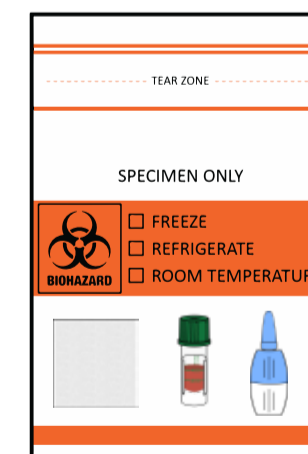 TEAR ZONE
SPECIMEN ONLY
FREEZE
REFRIGERATE
BIOHAZARD
ROOM TEMPERATUR